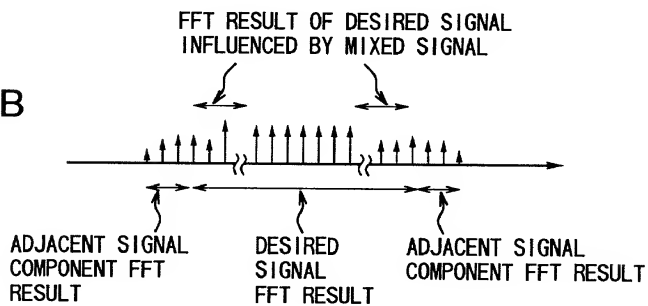 FFT RESULT OF DESIRED SIGNAL
INFLUENCED BY MIXED SIGNAL
B
ADJACENT SIGNAL
COMPONENT FFT
RESULT
DESIRED
SIGNAL
FFT RESULT
ADJACENT SIGNAL
COMPONENT FFT RESULT